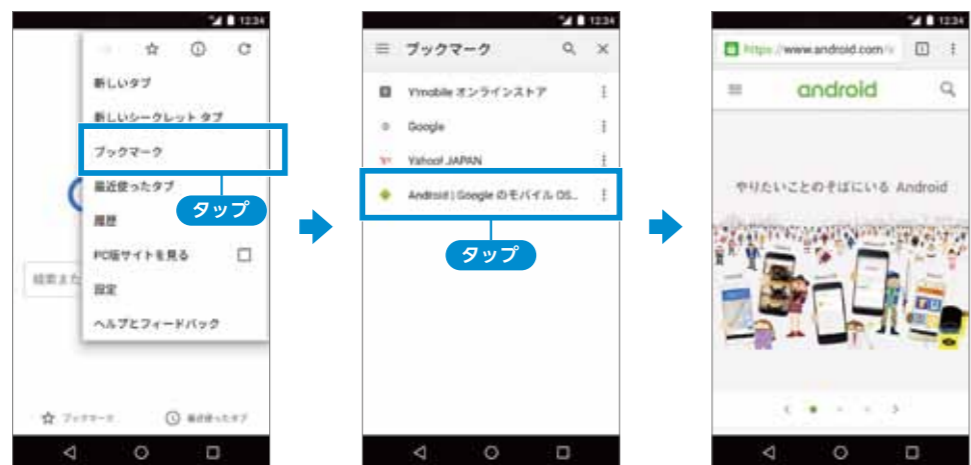 12:34
新しいタブ
新しいシークレット タブ
ブックマーク
最近使ったタブ
タップ
履歴
PC版サイトを見る
検索また
設定
ヘルプとフィードバック
ブックマーク
最近使ったタブ
12:34
ブックマーク
Y!mobile オンラインストア
Google
Yahoo! JAPAN
Android | Google のモバイル OS...
タップ
12:34
https://www.android.com/
android
やりたいことのそばにいる Android